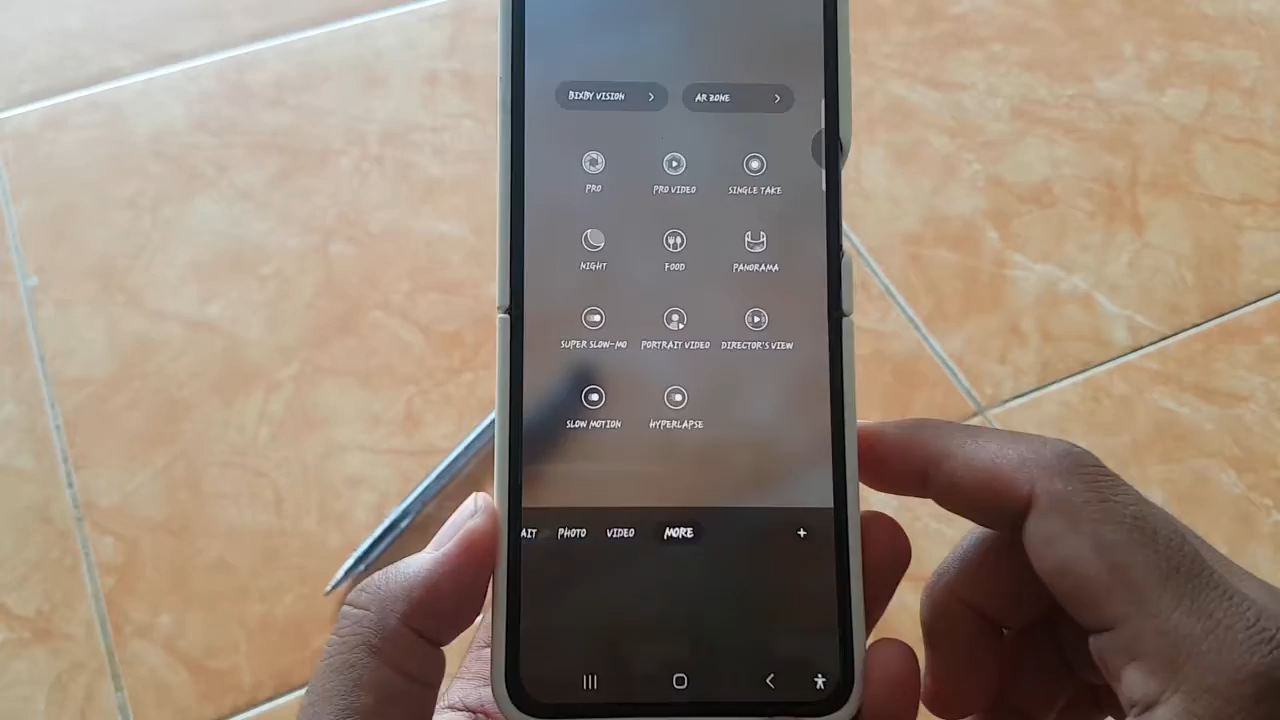 BIXBY VISION AR ZONE
PRO PRO VIDEO SINGLE TAKE
NIGHT FOOD PANORAMA
SUPER SLOW-MO PORTRAIT VIDEO DIRECTOR'S VIEW
SLOW MOTION HYPERLAPSE
AIT PHOTO VIDEO MORE +